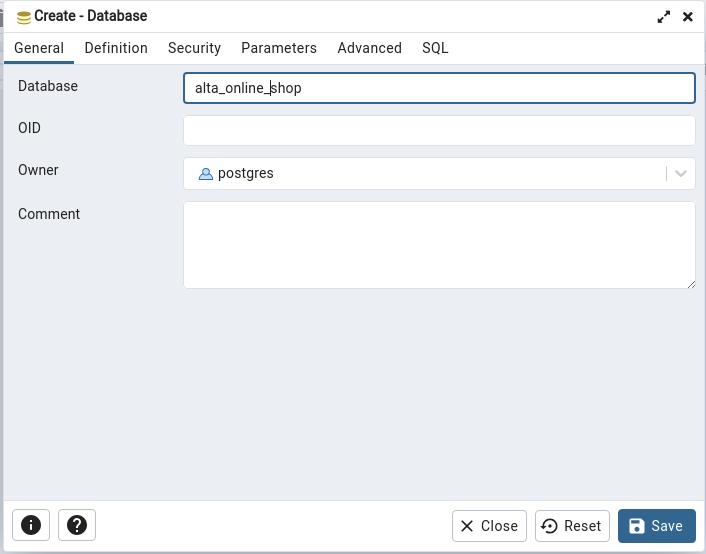 Create - Database
General Definition Security Parameters Advanced SQL
Database alta_online_shop
OID
Owner postgres
Comment
Close Reset Save